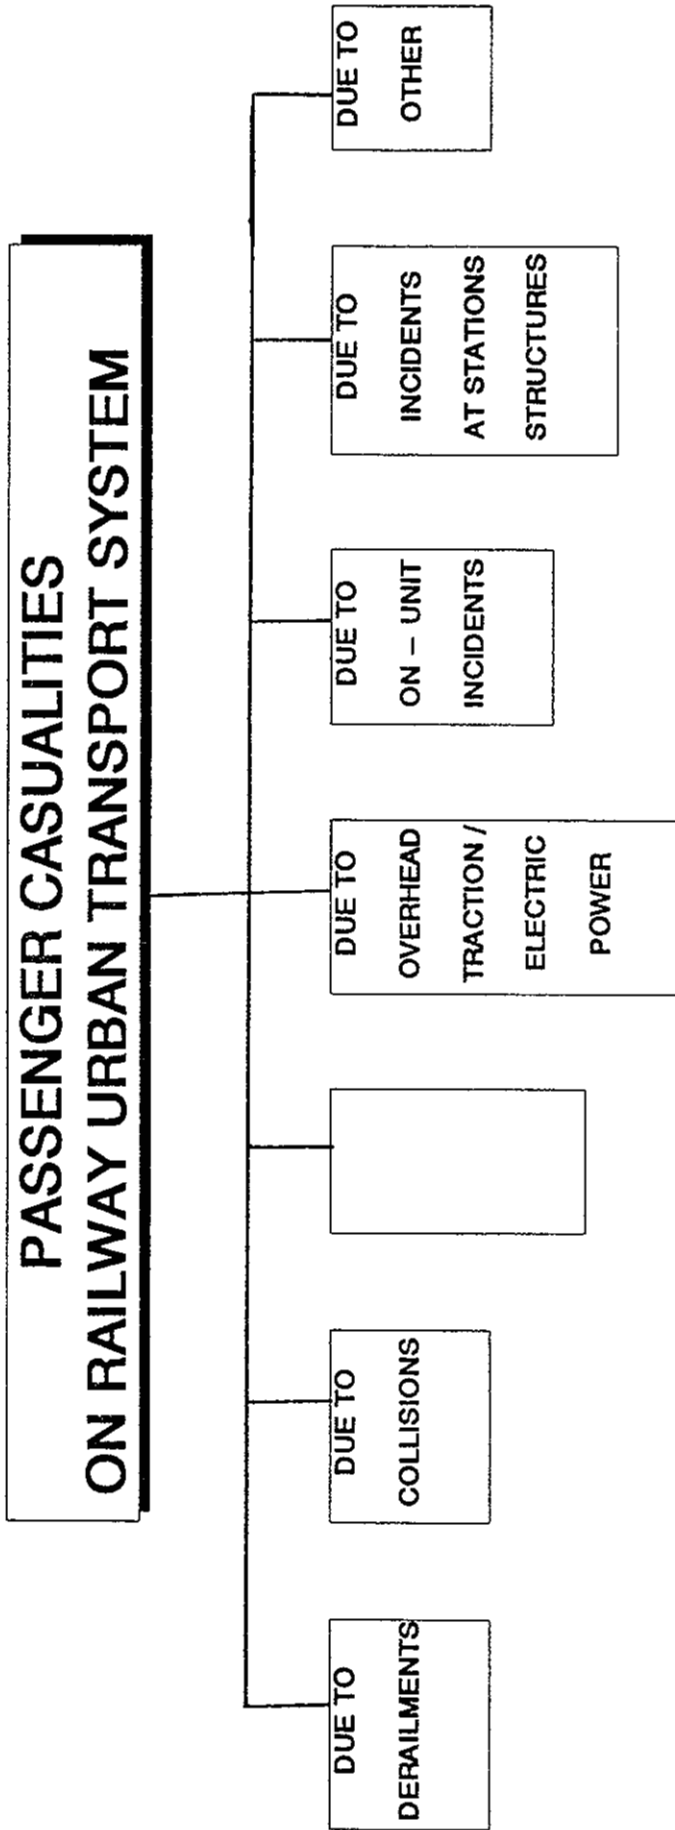 PASSENGER CASUALITIES
ON RAILWAY URBAN TRANSPORT SYSTEM
DUE TO
DERAILMENTS
DUE TO
COLLISIONS
DUE TO
OVERHEAD
TRACTION /
ELECTRIC
POWER
DUE TO
ON – UNIT
INCIDENTS
DUE TO
INCIDENTS
AT STATIONS
STRUCTURES
DUE TO
OTHER